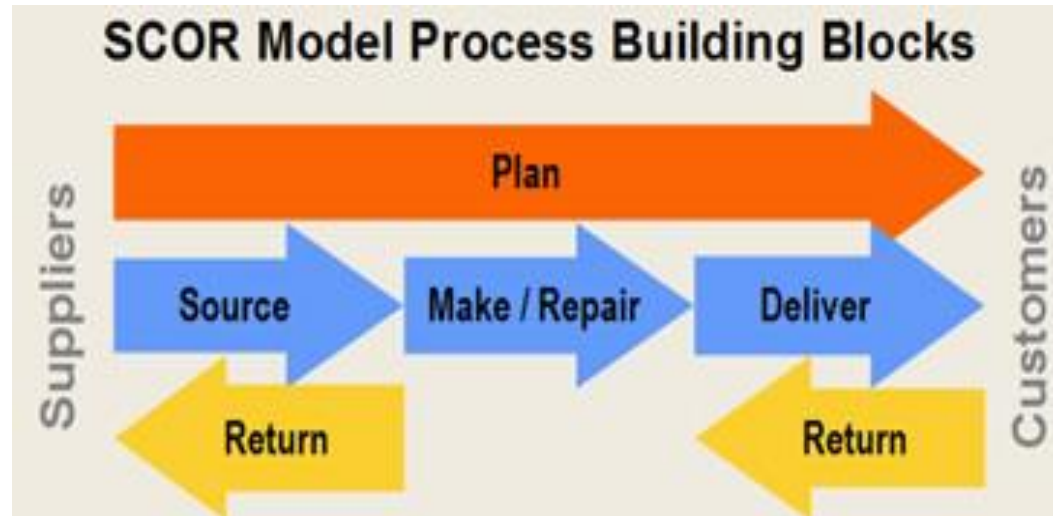 SCOR Model Process Building Blocks
Plan
Suppliers
Source
Make / Repair
Deliver
Customers
Return
Return